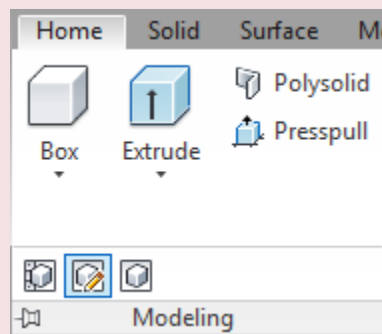 Home Solid Surface M
Polysolid
Presspull
Box Extrude
Modeling